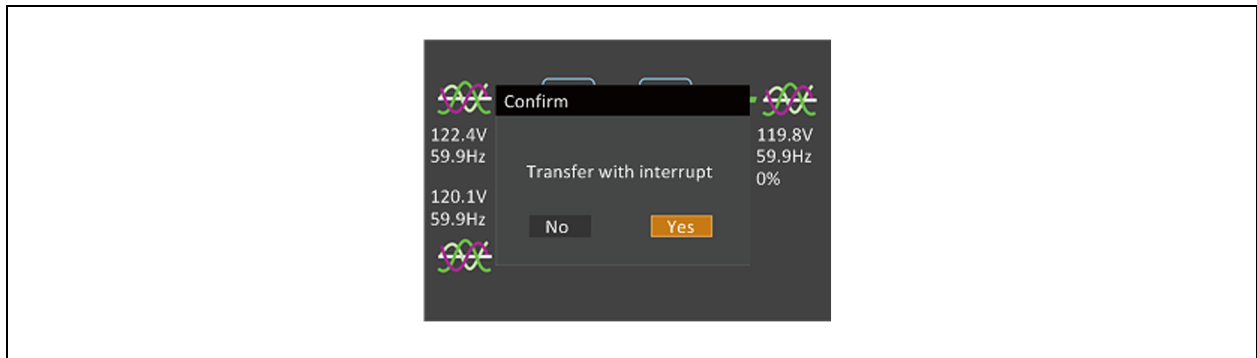 Confirm
122.4V
59.9Hz
120.1V
59.9Hz
Transfer with interrupt
No Yes
119.8V
59.9Hz
0%